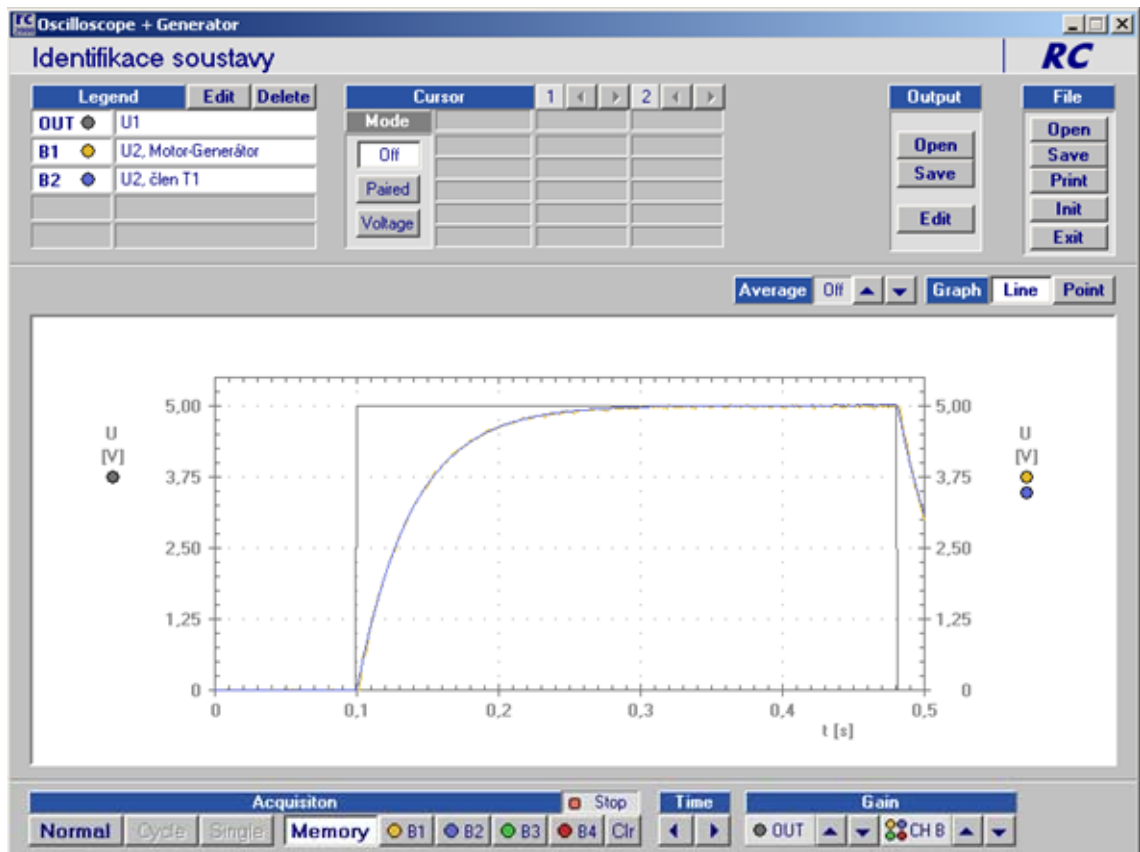 Oscilloscope + Generator
Identifikace soustavy RC
Legend Edit Delete Cursor 1 2 Output File
OUT U1 Mode Open
B1 U2, Motor-Generátor Off Open Save
B2 U2, člen T1 Paired Save Print
Voltage Edit Init
Exit
Average Off Graph Line Point
5,00 5,00
U U
[V] [V]
3,75 3,75
2,50 2,50
1,25 1,25
0 0
0 0,1 0,2 0,3 0,4 0,5
t [s]
Acquisiton Stop Time Gain
Normal Cycle Single Memory B1 B2 B3 B4 Clr OUT CH B